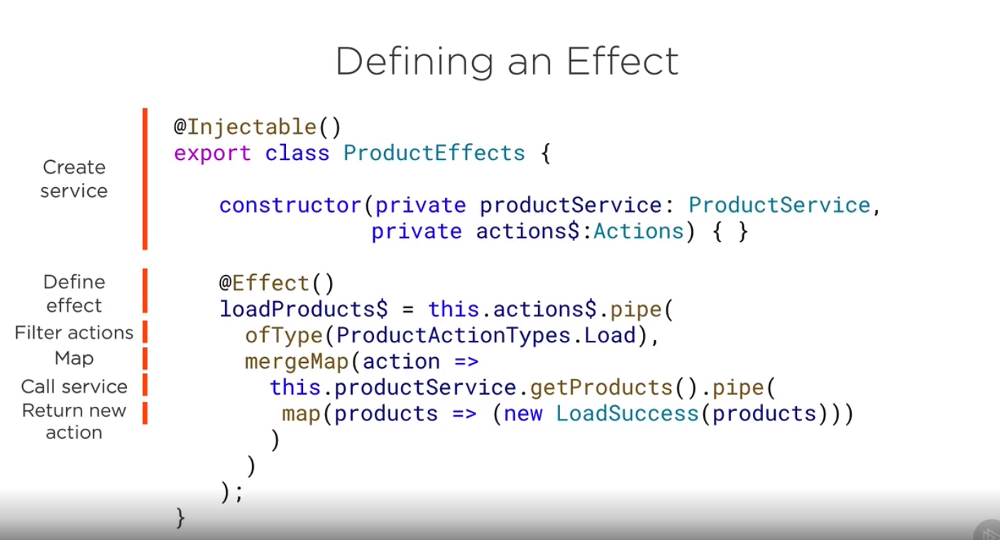 Defining an Effect
Create
service
@Injectable()
export class ProductEffects {
constructor(private productService: ProductService,
private actions$:Actions) { }
Define
effect
@Effect()
loadProducts$ = this.actions$.pipe(
Filter actions
ofType(ProductActionTypes.Load),
Map
mergeMap(action =>
Call service
this.productService.getProducts().pipe(
Return new
action
map(products => (new LoadSuccess(products)))
)
)
);
}